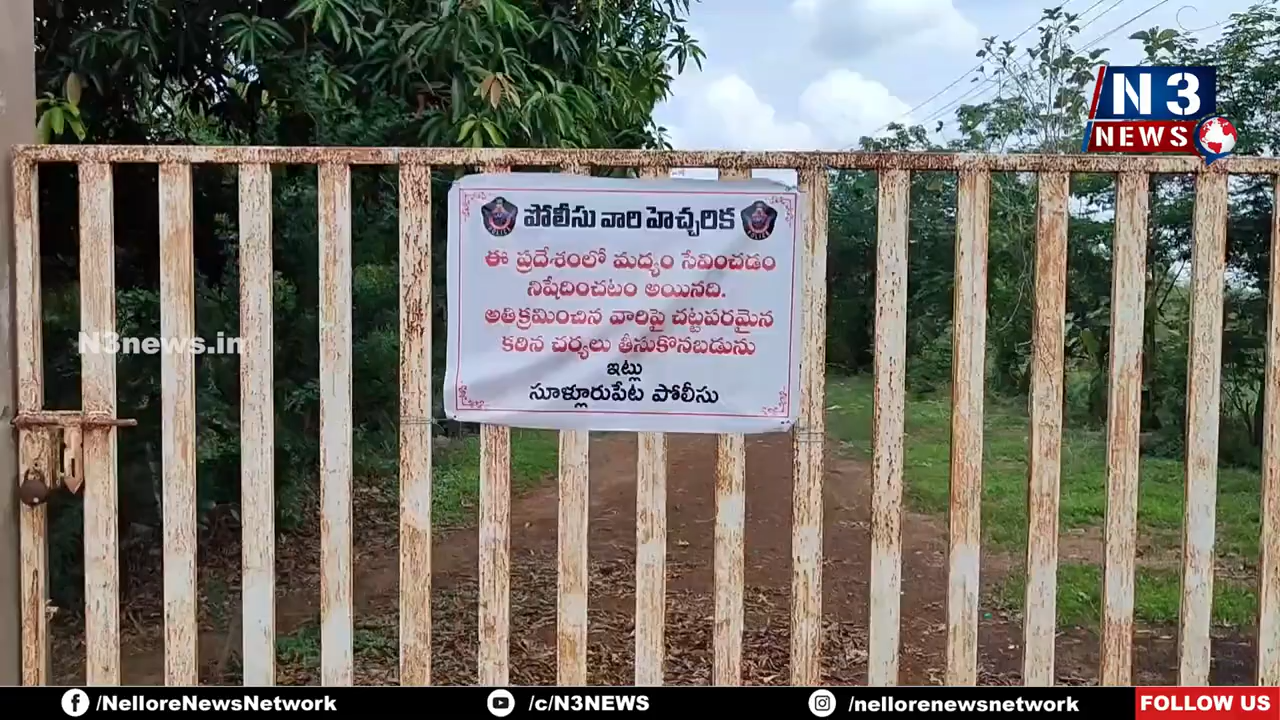 N3
NEWS
పోలీసు వారి హెచ్చరిక
ఈ ప్రదేశంలో మద్యం సేవించడం
నిషేదించటం అయినది.
అతిక్రమించిన వారిపై చట్టవరమైన
కఠిన చర్యలు తీసుకొనబడును
ఇట్లు
సూళ్లూరుపేట పోలీసు
N3news.in
/NelloreNewsNetwork
/c/N3NEWS
/nellorenewsnetwork
FOLLOW US